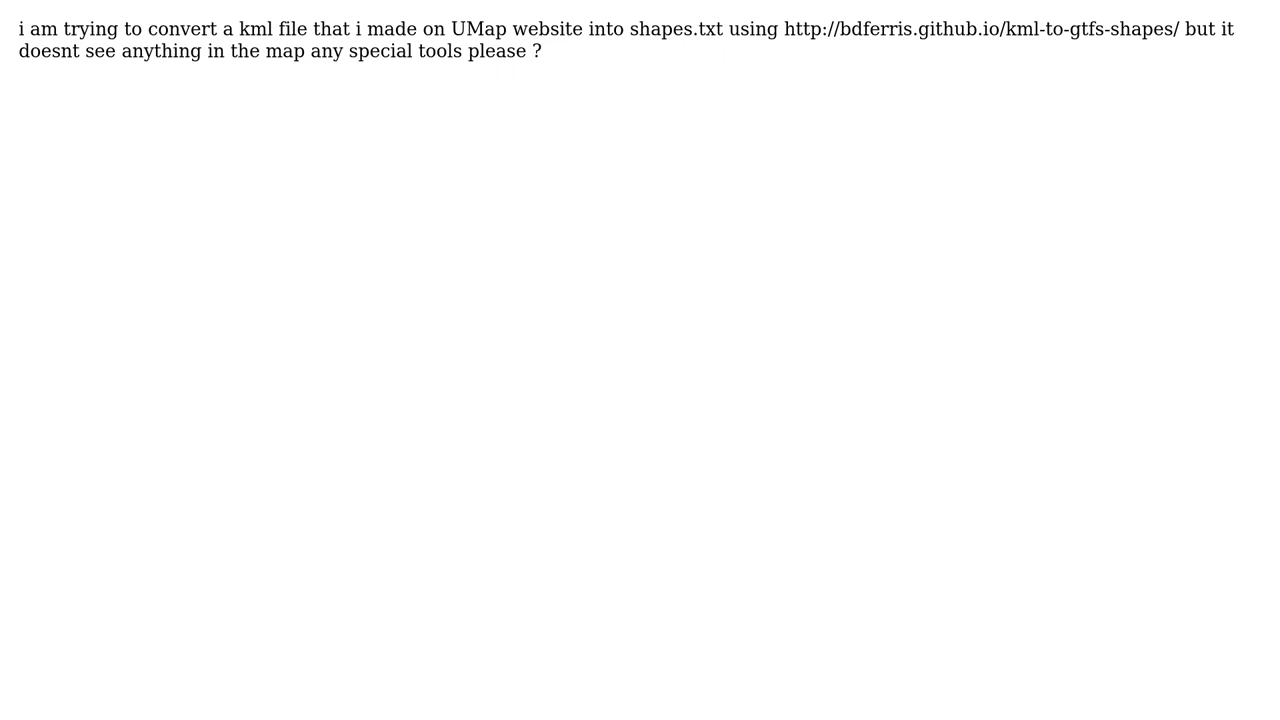 i am trying to convert a kml file that i made on UMap website into shapes.txt using http://bdferris.github.io/kml-to-gtfs-shapes/ but it
doesnt see anything in the map any special tools please ?